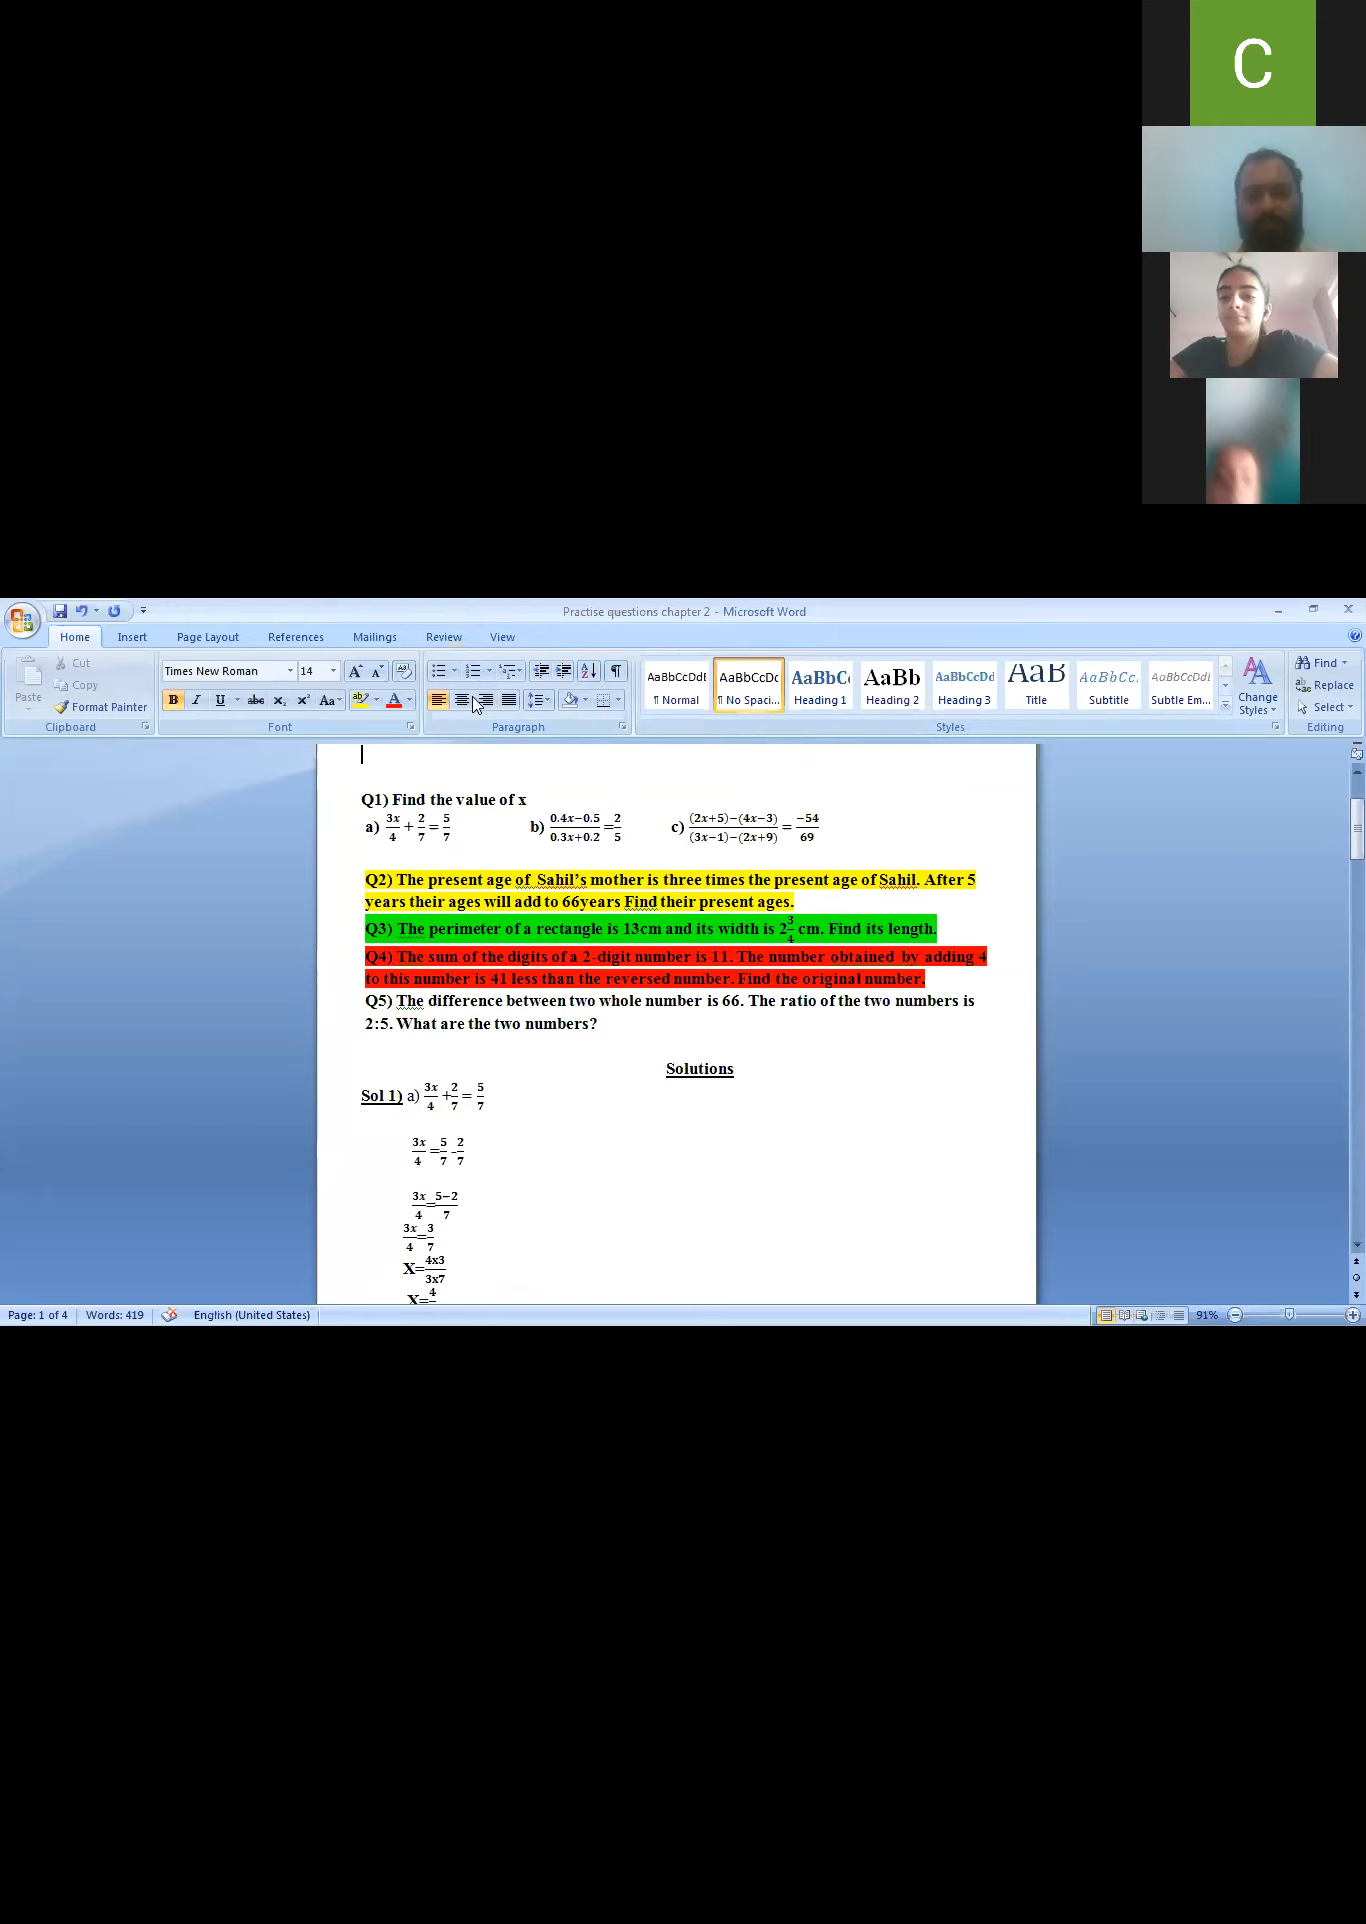 C
Practise questions chapter 2 - Microsoft Word
Home Insert Page Layout References Mailings Review View
Paste Cut Copy Format Painter Clipboard
Times New Roman 14
B I U abc x₂ x² Aa ab A
Font
Paragraph
AaBbCcDdE AaBbCcDc AaBbC AaBb AaBbCcDd AaB AaBbCc. AaBbCcDdE
¶ Normal ¶ No Spaci... Heading 1 Heading 2 Heading 3 Title Subtitle Subtle Em...
Change Styles
Styles
Find
Replace
Select
Editing
Q1) Find the value of x
a) 3x/4 + 2/7 = 5/7 b) 0.4x−0.5/0.3x+0.2 = 2/5 c) (2x+5)−(4x−3)/(3x−1)−(2x+9) = −54/69
Q2) The present age of Sahil's mother is three times the present age of Sahil. After 5
years their ages will add to 66years Find their present ages.
Q3) The perimeter of a rectangle is 13cm and its width is 2 3/4 cm. Find its length.
Q4) The sum of the digits of a 2-digit number is 11. The number obtained by adding 4
to this number is 41 less than the reversed number. Find the original number.
Q5) The difference between two whole number is 66. The ratio of the two numbers is
2:5. What are the two numbers?
Solutions
Sol 1) a) 3x/4 + 2/7 = 5/7
3x/4 = 5/7 - 2/7
3x/4 = 5−2/7
3x/4 = 3/7
X= 4x3/3x7
X= 4
Page: 1 of 4 Words: 419 English (United States) 91%